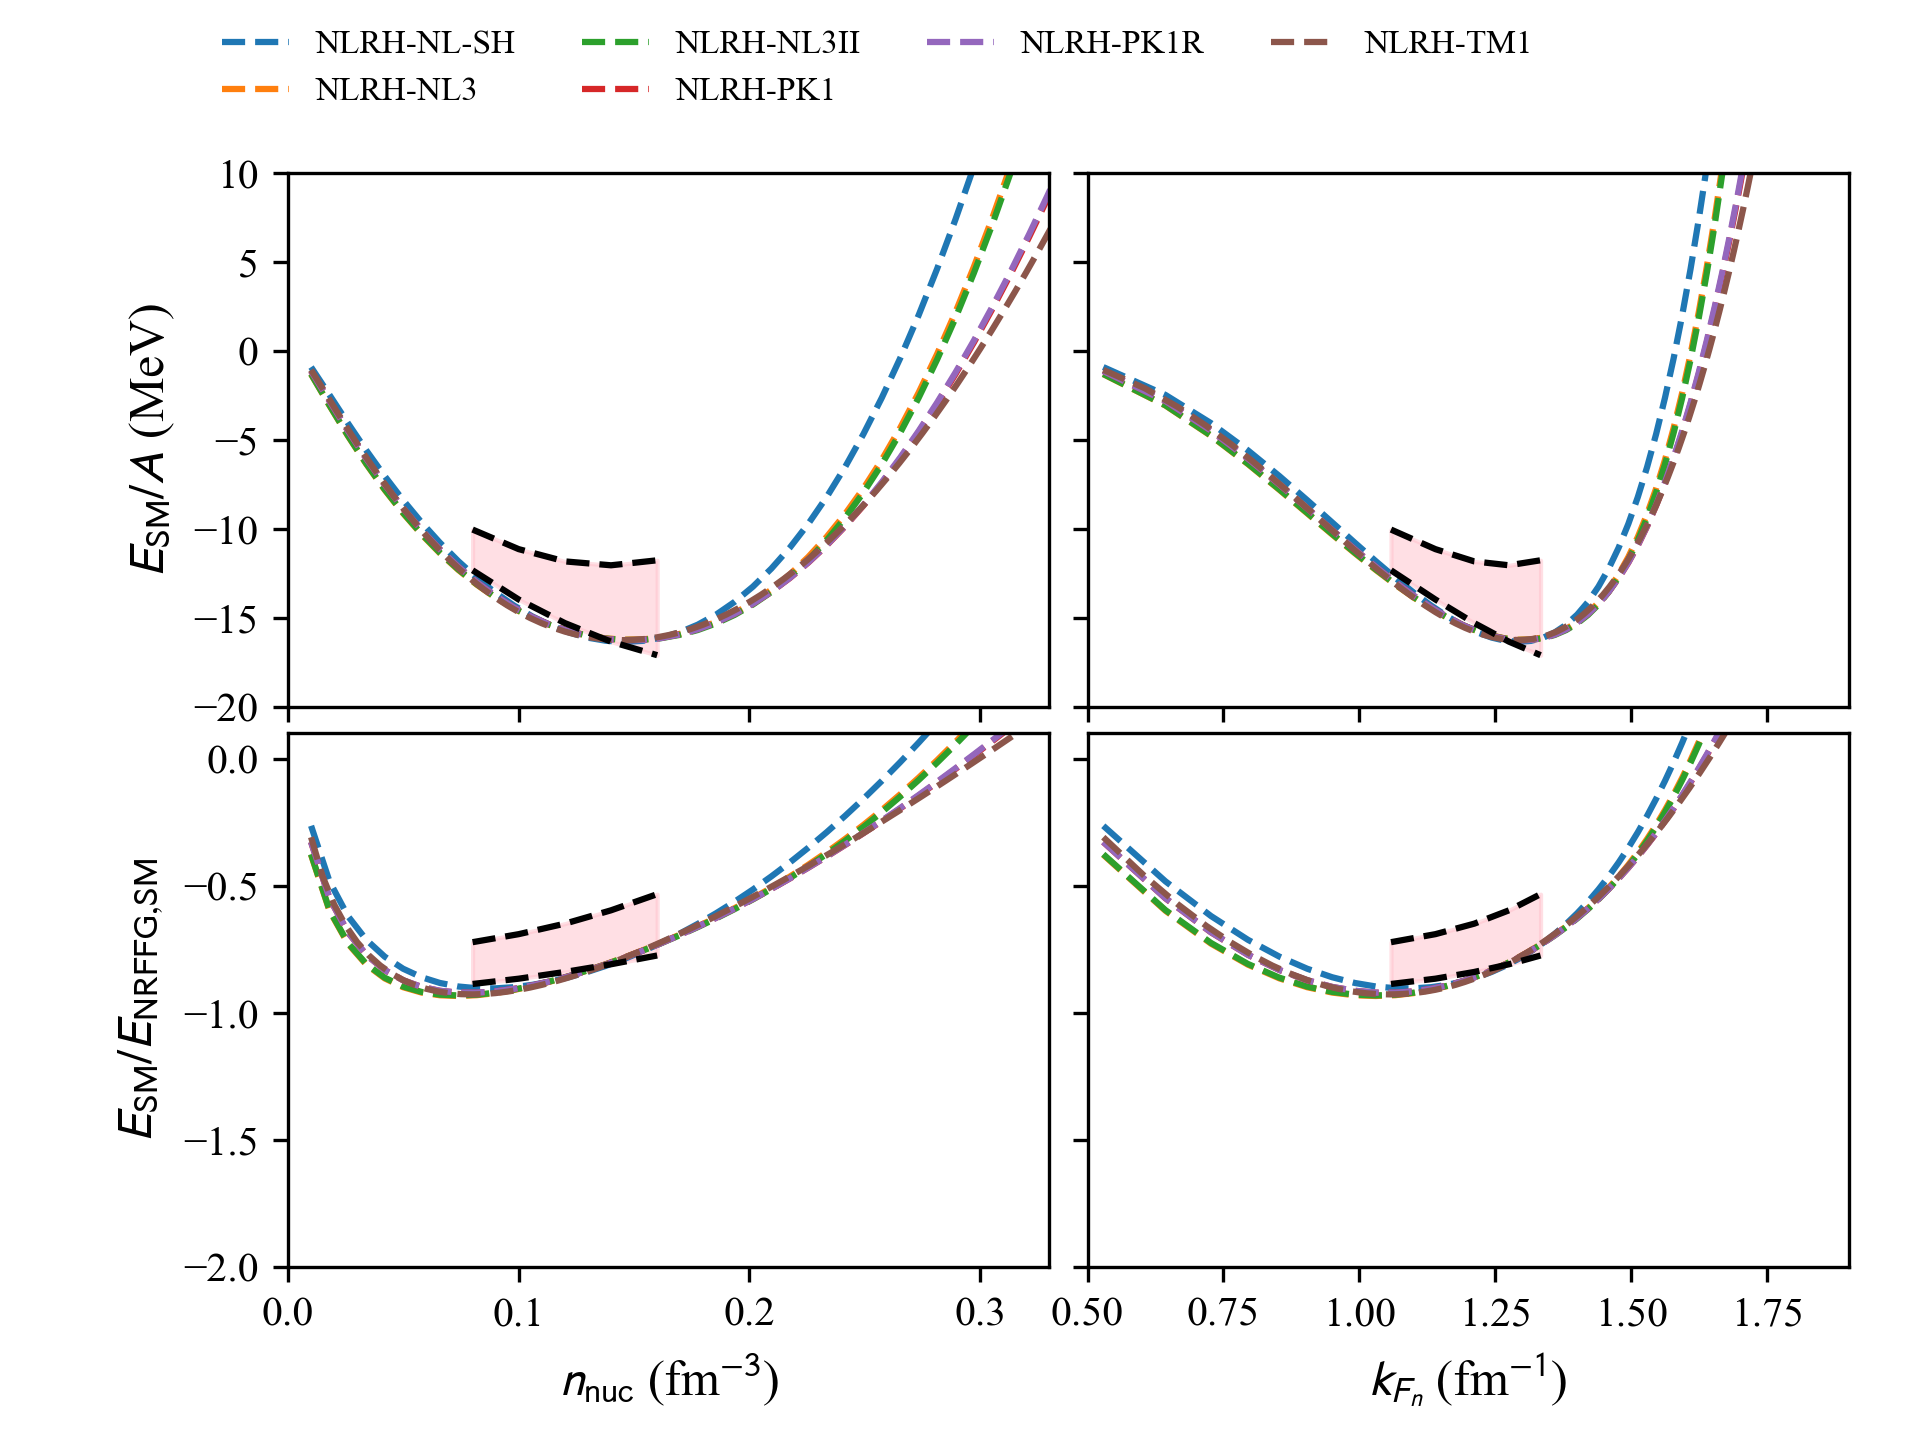 NLRH-NL-SH NLRH-NL3II NLRH-PK1R NLRH-TM1
NLRH-NL3 NLRH-PK1
10
5
0
−5
−10
−15
−20
E_SM/A (MeV)
0.0
−0.5
−1.0
−1.5
−2.0
E_SM/E_NRFFG,SM
0.0 0.1 0.2 0.3
n_nuc (fm⁻³)
0.50 0.75 1.00 1.25 1.50 1.75
k_{F_n} (fm⁻¹)